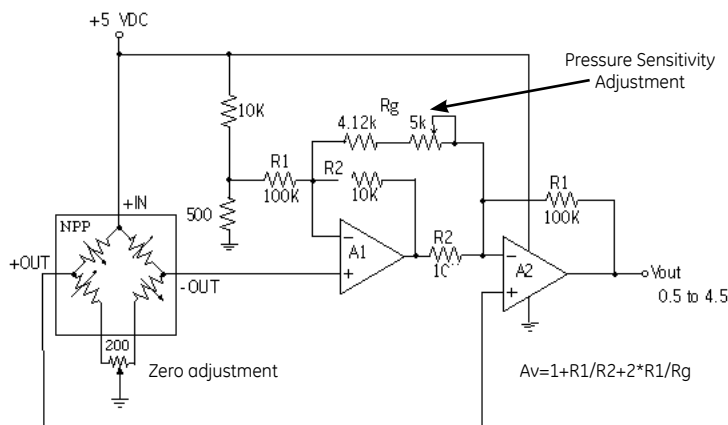 +5 VDC
Pressure Sensitivity
Adjustment
10K
Rg
4.12k
5k
R1
100K
R2
10K
R1
100K
+IN
500
NPP
+OUT
-OUT
−
A1
+
R2
−
A2
+
Vout
0.5 to 4.5
200
Zero adjustment
Av=1+R1/R2+2*R1/Rg